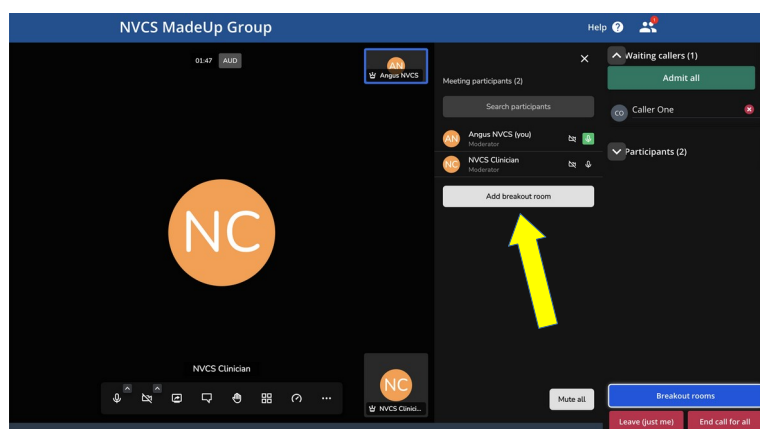 NVCS MadeUp Group
Help ?
01:47 AUD
AN
Angus NVCS
NC
NVCS Clinician
NC
NVCS Clinici...
Meeting participants (2)
Search participants
AN
Angus NVCS (you)
Moderator
NC
NVCS Clinician
Moderator
Add breakout room
Mute all
Waiting callers (1)
Admit all
CO Caller One
Participants (2)
Breakout rooms
Leave (just me) End call for all